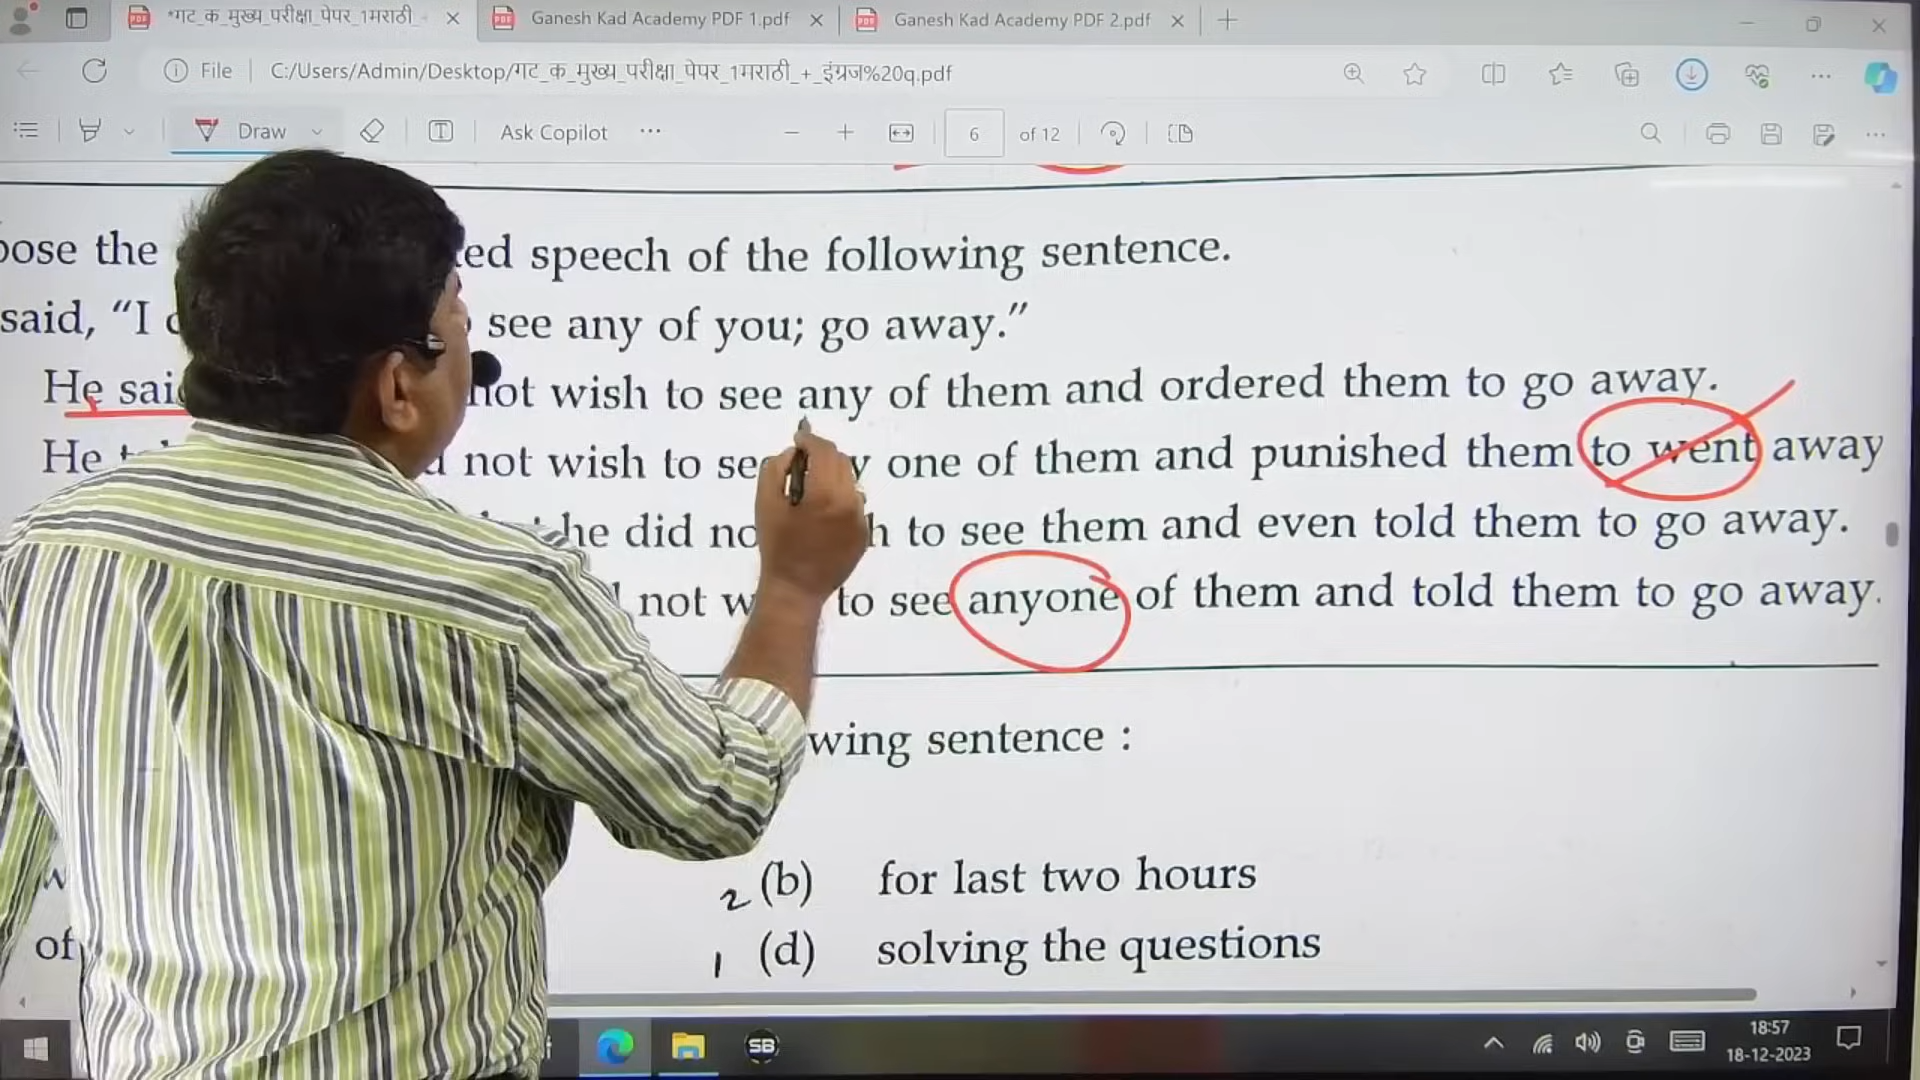 *गट_क_मुख्य_परीक्षा_पेपर_1मराठी_ Ganesh Kad Academy PDF 1.pdf Ganesh Kad Academy PDF 2.pdf
File C:/Users/Admin/Desktop/गट_क_मुख्य_परीक्षा_पेपर_1मराठी_+_इंग्रज%20q.pdf
Draw Ask Copilot 6 of 12
the speech of the following sentence.
said, "I see any of you; go away."
He not wish to see any of them and ordered them to go away.
He not wish to one of them and punished them to went away
he did to see them and even told them to go away.
not to see anyone of them and told them to go away.
sentence :
2 (b) for last two hours
of
1 (d) solving the questions
SB 18:57
18-12-2023